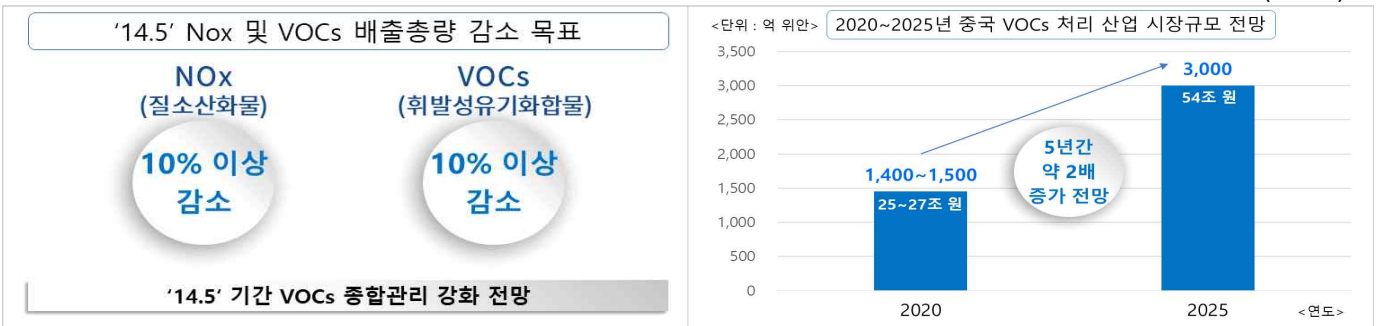 ‘14.5’ Nox 및 VOCs 배출총량 감소 목표
NOx
(질소산화물)
VOCs
(휘발성유기화합물)
10% 이상
감소
10% 이상
감소
‘14.5‘ 기간 VOCs 종합관리 강화 전망
<단위 : 억 위안>
2020~2025년 중국 VOCs 처리 산업 시장규모 전망
3,500
3,000
2,500
2,000
1,500
1,000
500
0
1,400~1,500
25~27조 원
5년간
약 2배
증가 전망
3,000
54조 원
2020
2025
<연도>